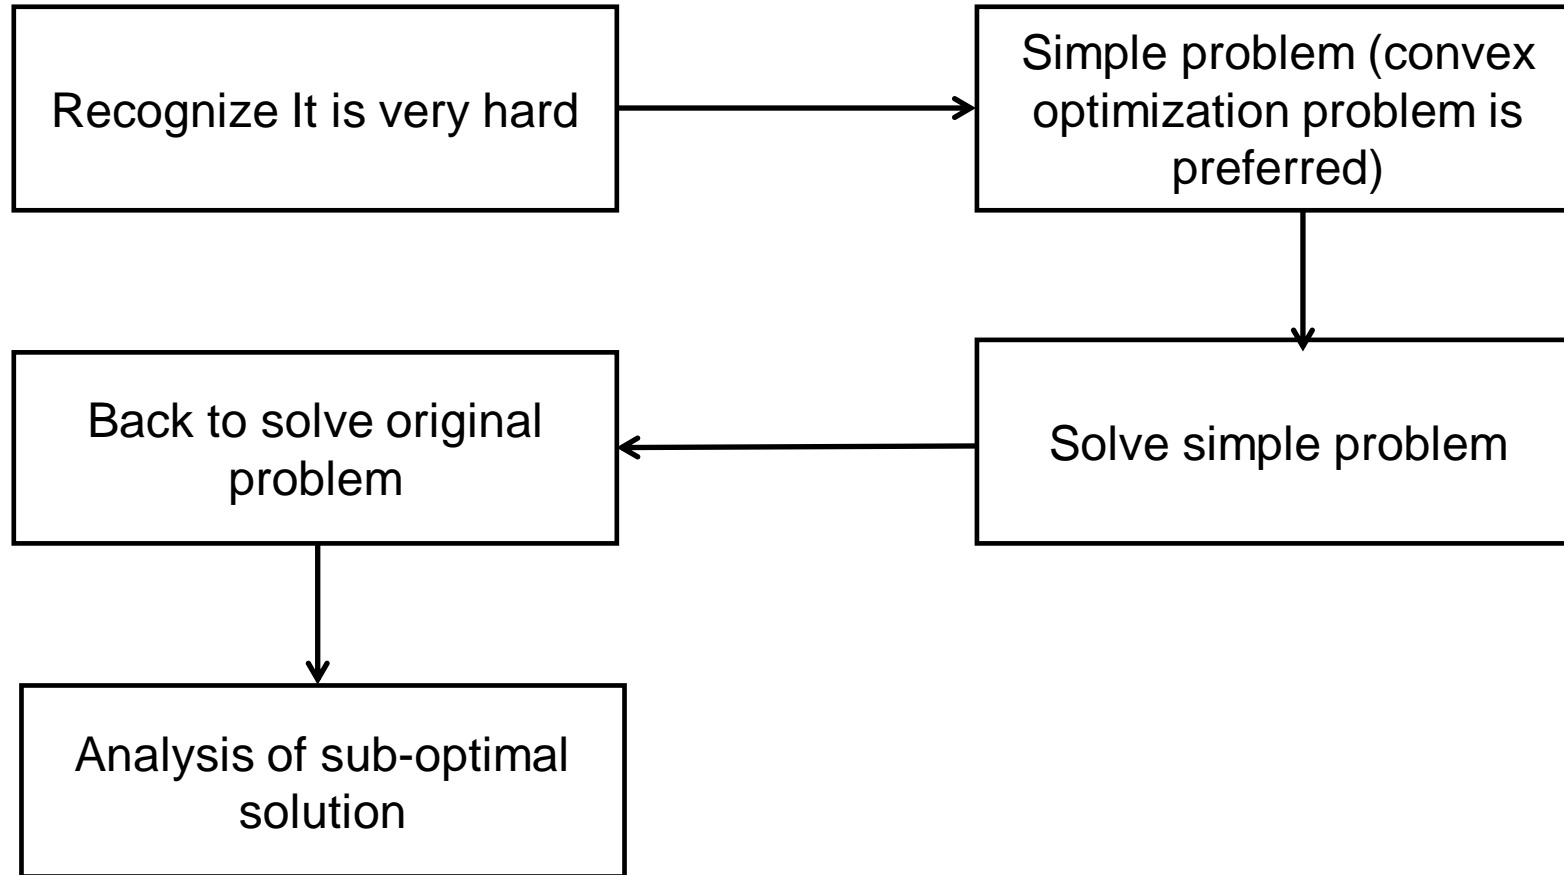 Recognize It is very hard
Simple problem (convex
optimization problem is
preferred)
Solve simple problem
Back to solve original
problem
Analysis of sub-optimal
solution